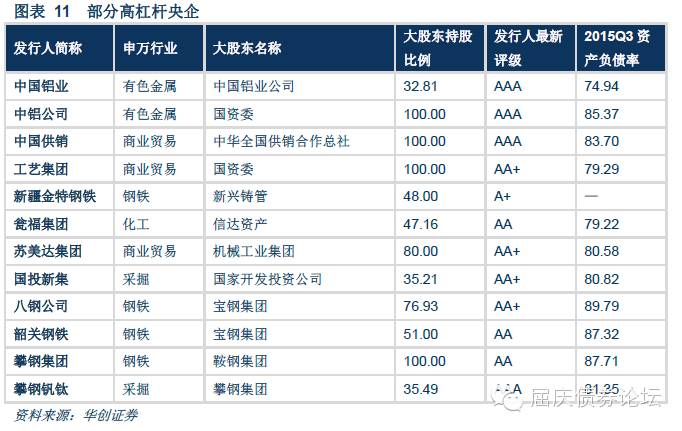 图表 11 部分高杠杆央企
发行人简称 申万行业 大股东名称 大股东持股比例 发行人最新评级 2015Q3 资产负债率
中国铝业 有色金属 中国铝业公司 32.81 AAA 74.94
中铝公司 有色金属 国资委 100.00 AAA 85.37
中国供销 商业贸易 中华全国供销合作总社 100.00 AAA 83.70
工艺集团 商业贸易 国资委 100.00 AA+ 79.29
新疆金特钢铁 钢铁 新兴铸管 48.00 A+ —
瓮福集团 化工 信达资产 47.16 AA 79.22
苏美达集团 商业贸易 机械工业集团 80.00 AA+ 80.58
国投新集 采掘 国家开发投资公司 35.21 AA+ 80.82
八钢公司 钢铁 宝钢集团 76.93 AA+ 89.79
韶关钢铁 钢铁 宝钢集团 51.00 AA 87.32
攀钢集团 钢铁 鞍钢集团 100.00 AA 87.71
攀钢钒钛 采掘 攀钢集团 35.49
资料来源：华创证券
屈庆债券论坛